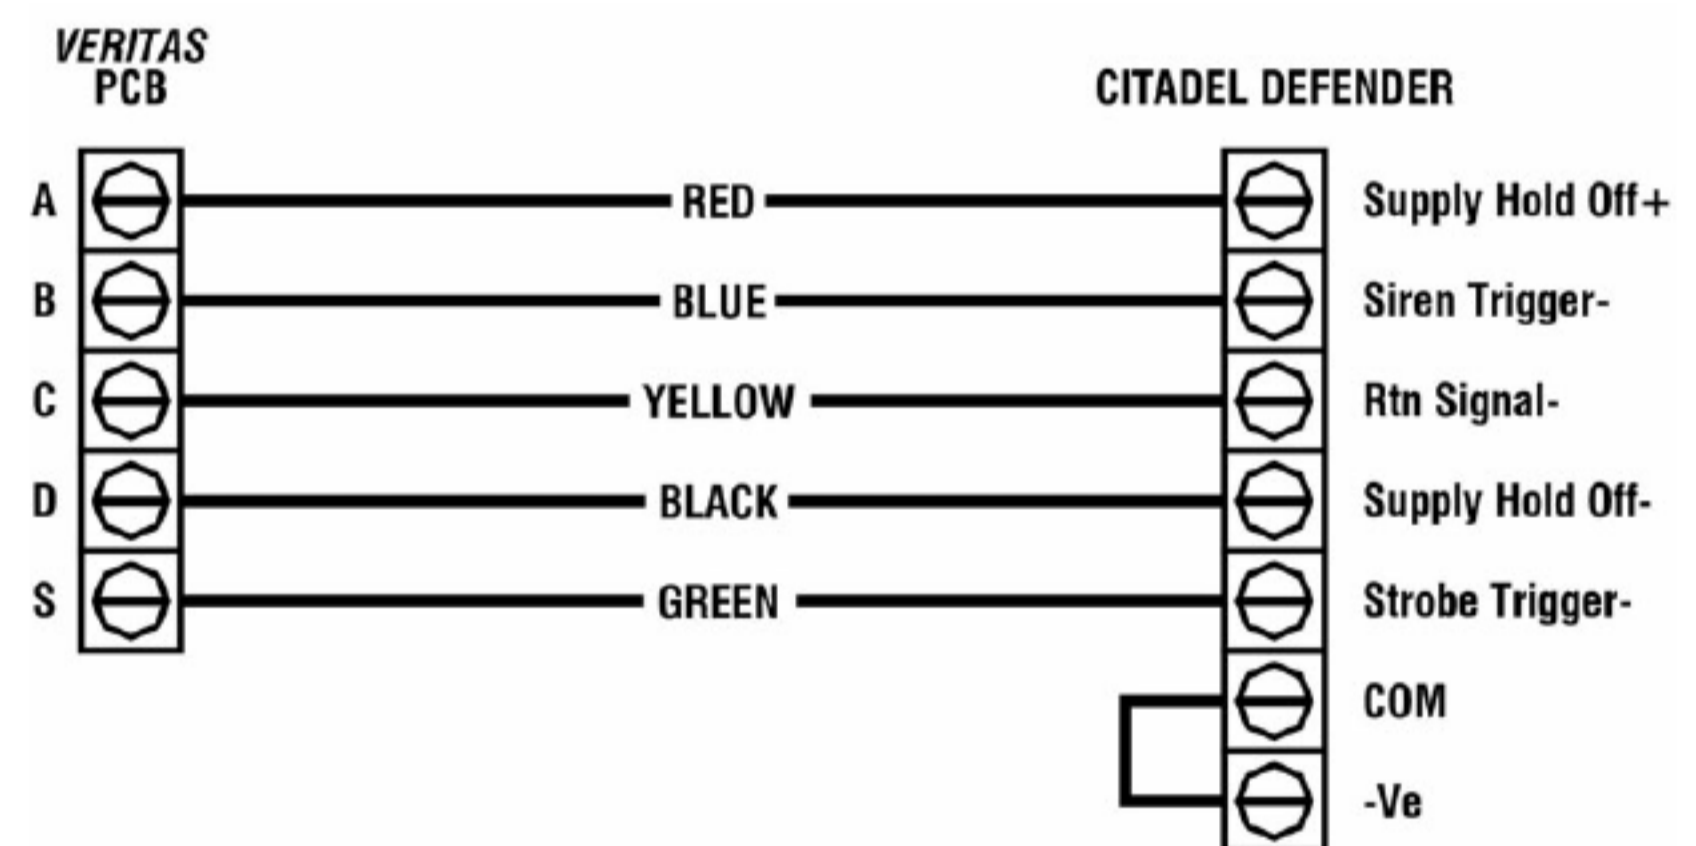 VERITAS
PCB
CITADEL DEFENDER
A RED Supply Hold Off+
B BLUE Siren Trigger-
C YELLOW Rtn Signal-
D BLACK Supply Hold Off-
S GREEN Strobe Trigger-
COM
-Ve